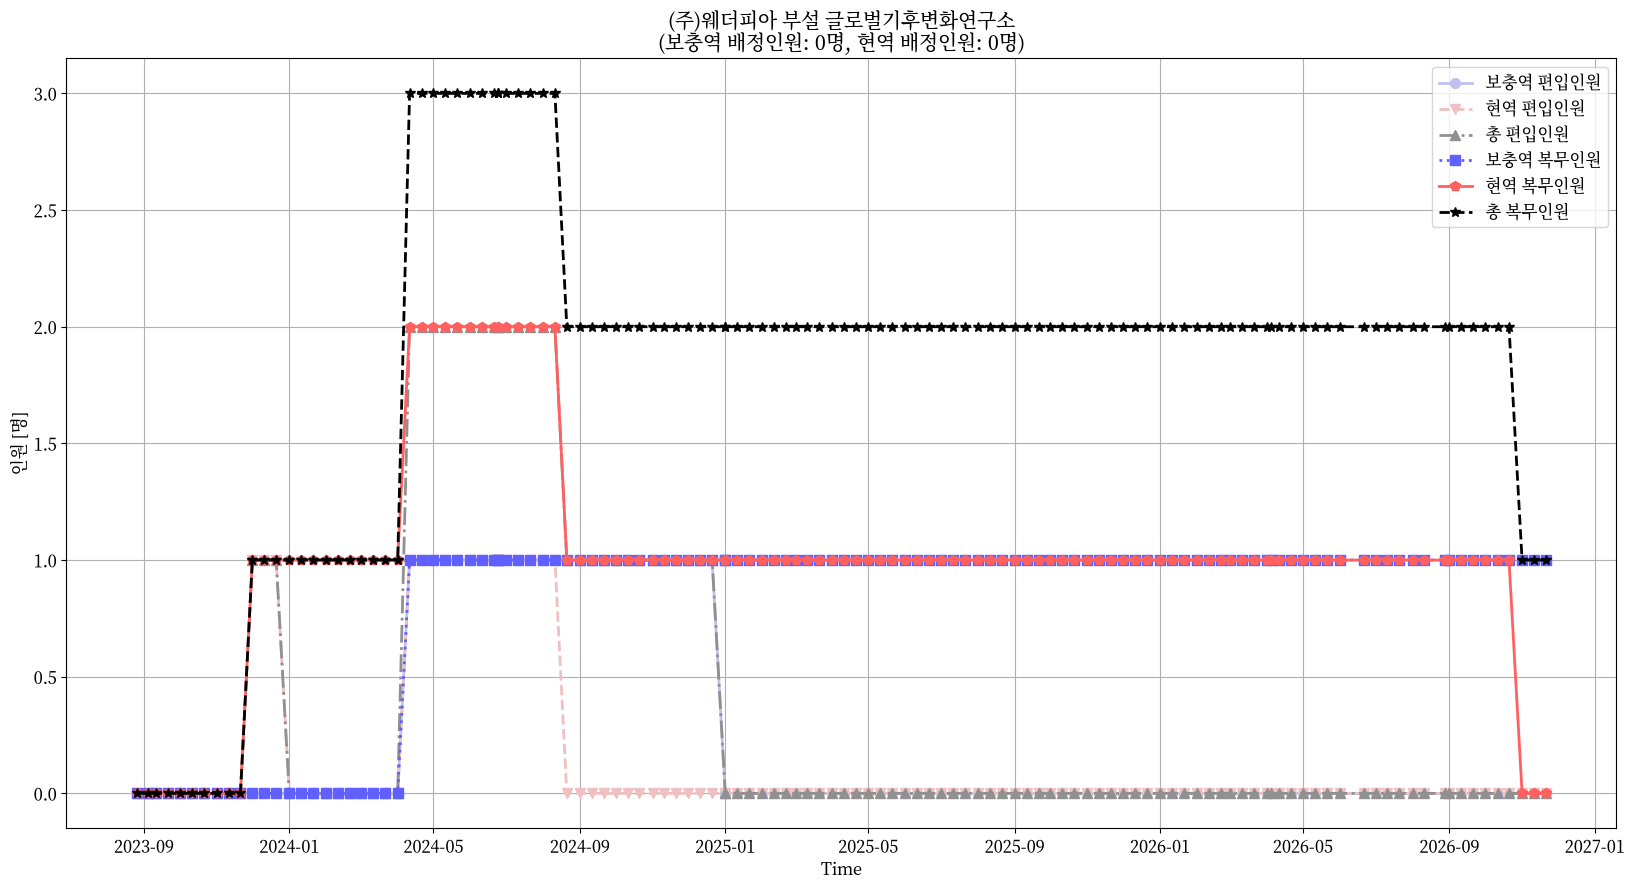 (주)웨더피아 부설 글로벌기후변화연구소
(보충역 배정인원: 0명, 현역 배정인원: 0명)
보충역 편입인원
현역 편입인원
총 편입인원
보충역 복무인원
현역 복무인원
총 복무인원
인원 [명]
3.0
2.5
2.0
1.5
1.0
0.5
0.0
2023-09
2024-01
2024-05
2024-09
2025-01
2025-05
2025-09
2026-01
2026-05
2026-09
2027-01
Time